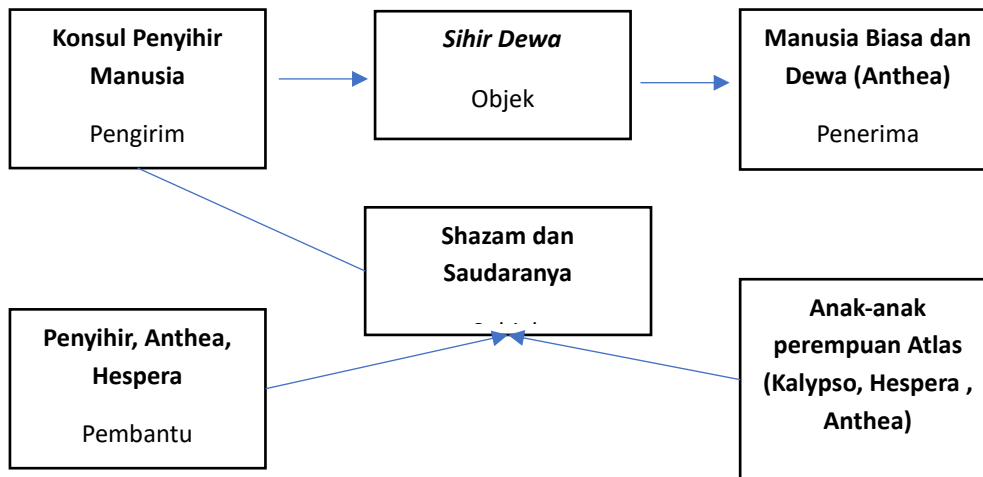 Konsul Penyihir
Manusia
Pengirim
Sihir Dewa
Objek
Manusia Biasa dan
Dewa (Anthea)
Penerima
Shazam dan
Saudaranya
Penyihir, Anthea,
Hespera
Pembantu
Anak-anak
perempuan Atlas
(Kalypso, Hespera ,
Anthea)